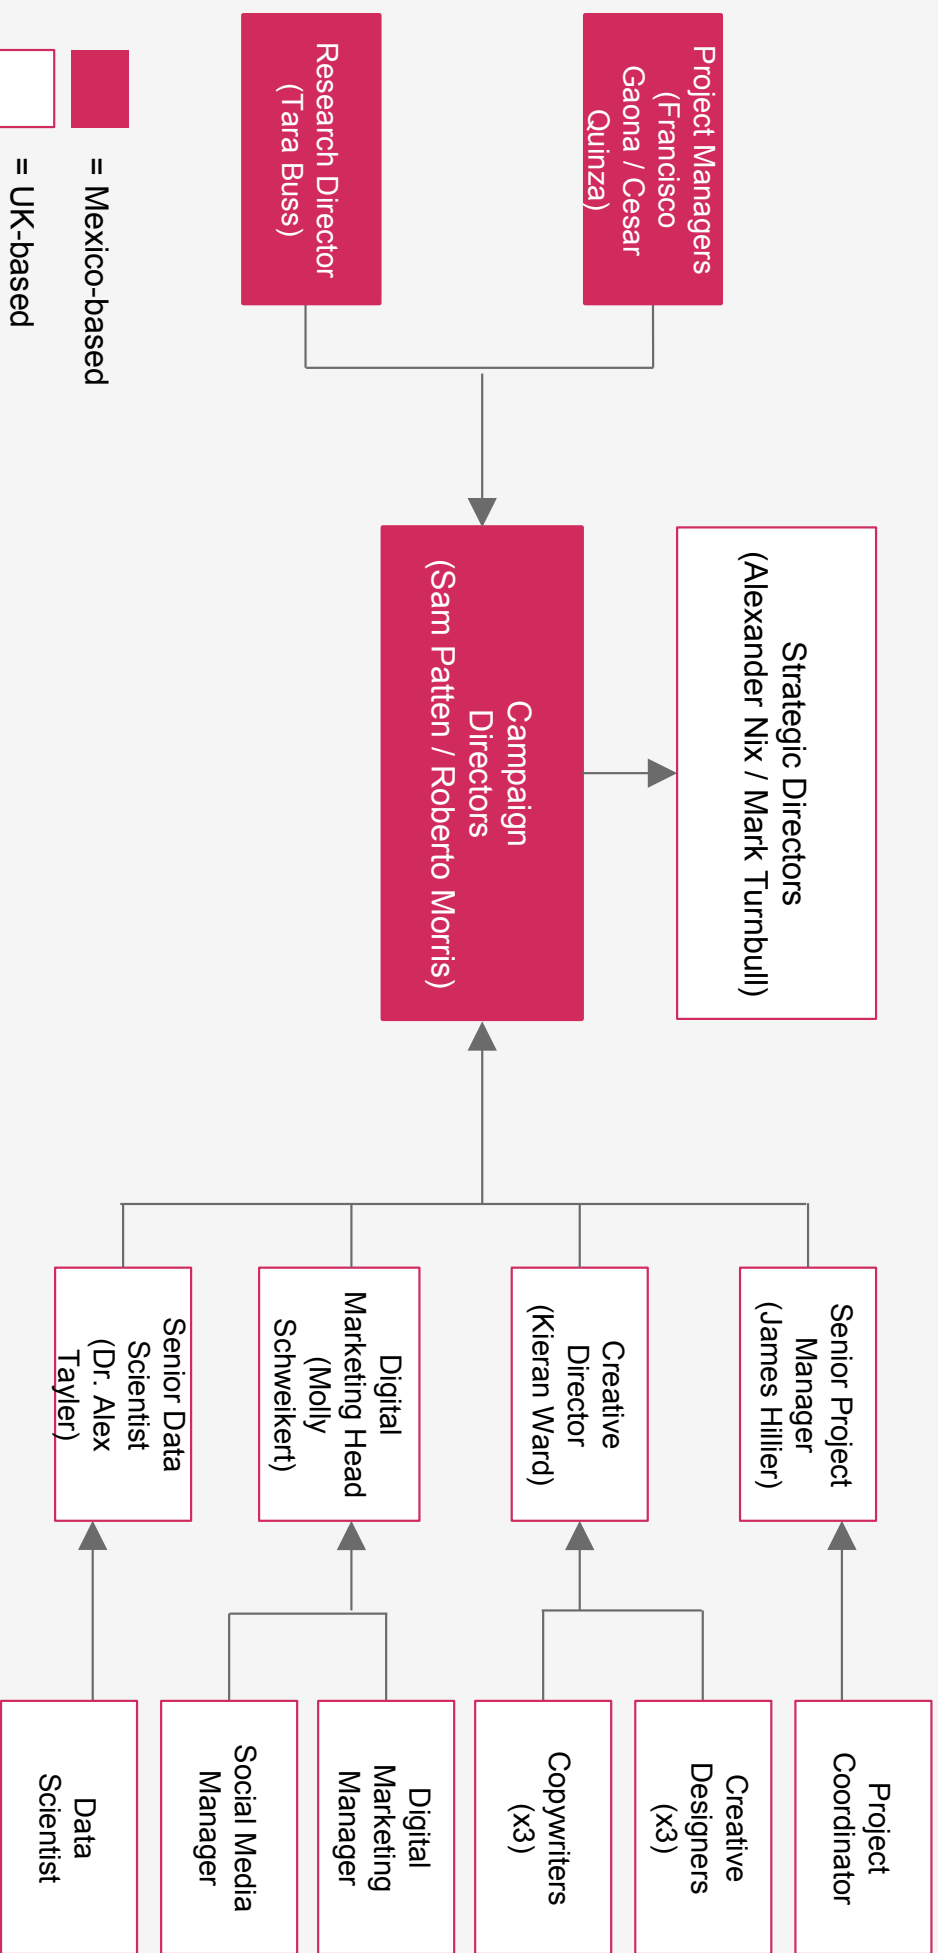 Strategic Directors
(Alexander Nix / Mark Turnbull)
Project Managers
(Francisco
Gaona / Cesar
Quinza)
Research Director
(Tara Buss)
Campaign
Directors
(Sam Patten / Roberto Morris)
Senior Project
Manager
(James Hillier)
Creative
Director
(Kieran Ward)
Digital
Marketing Head
(Molly
Schweikert)
Senior Data
Scientist
(Dr. Alex
Tayler)
Project
Coordinator
Creative
Designers
(x3)
Copywriters
(x3)
Digital
Marketing
Manager
Social Media
Manager
Data
Scientist
= Mexico-based
= UK-based